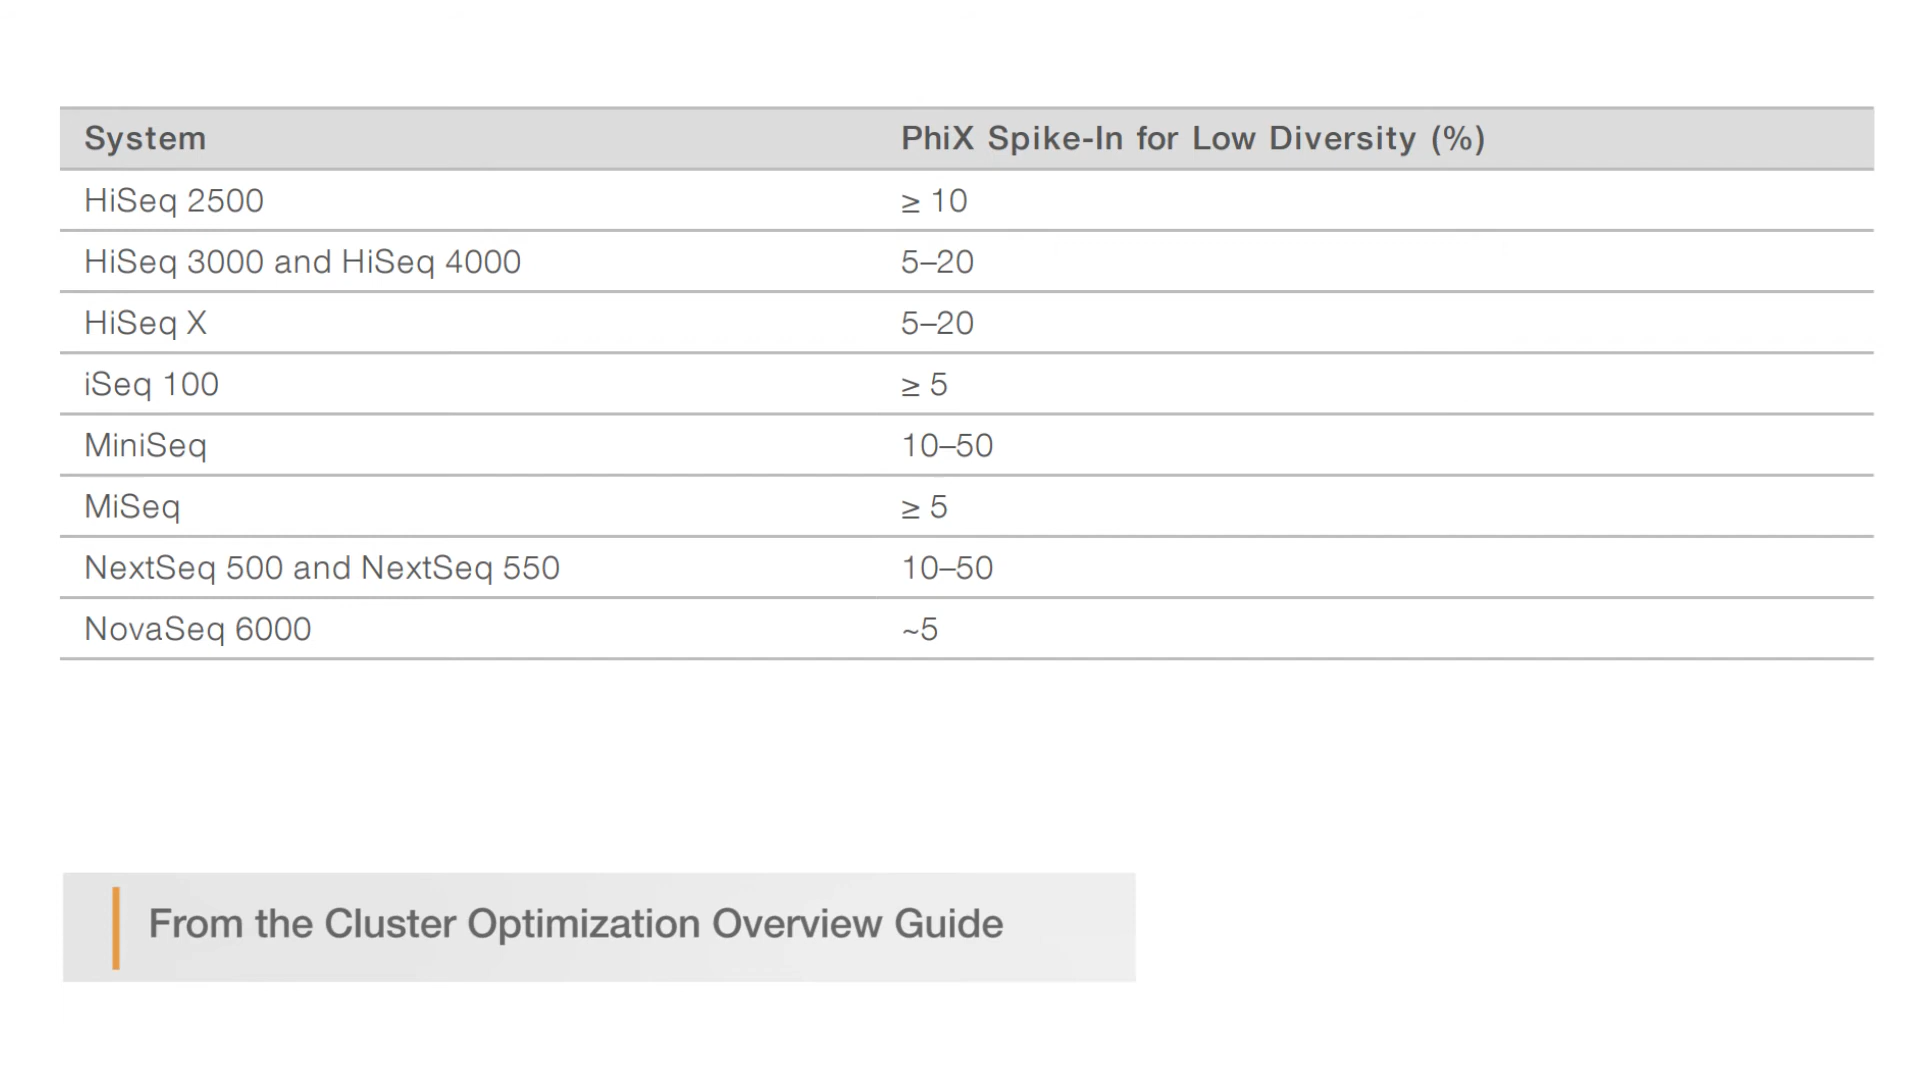 System PhiX Spike-In for Low Diversity (%)
HiSeq 2500 ≥ 10
HiSeq 3000 and HiSeq 4000 5–20
HiSeq X 5–20
iSeq 100 ≥ 5
MiniSeq 10–50
MiSeq ≥ 5
NextSeq 500 and NextSeq 550 10–50
NovaSeq 6000 ~5
From the Cluster Optimization Overview Guide